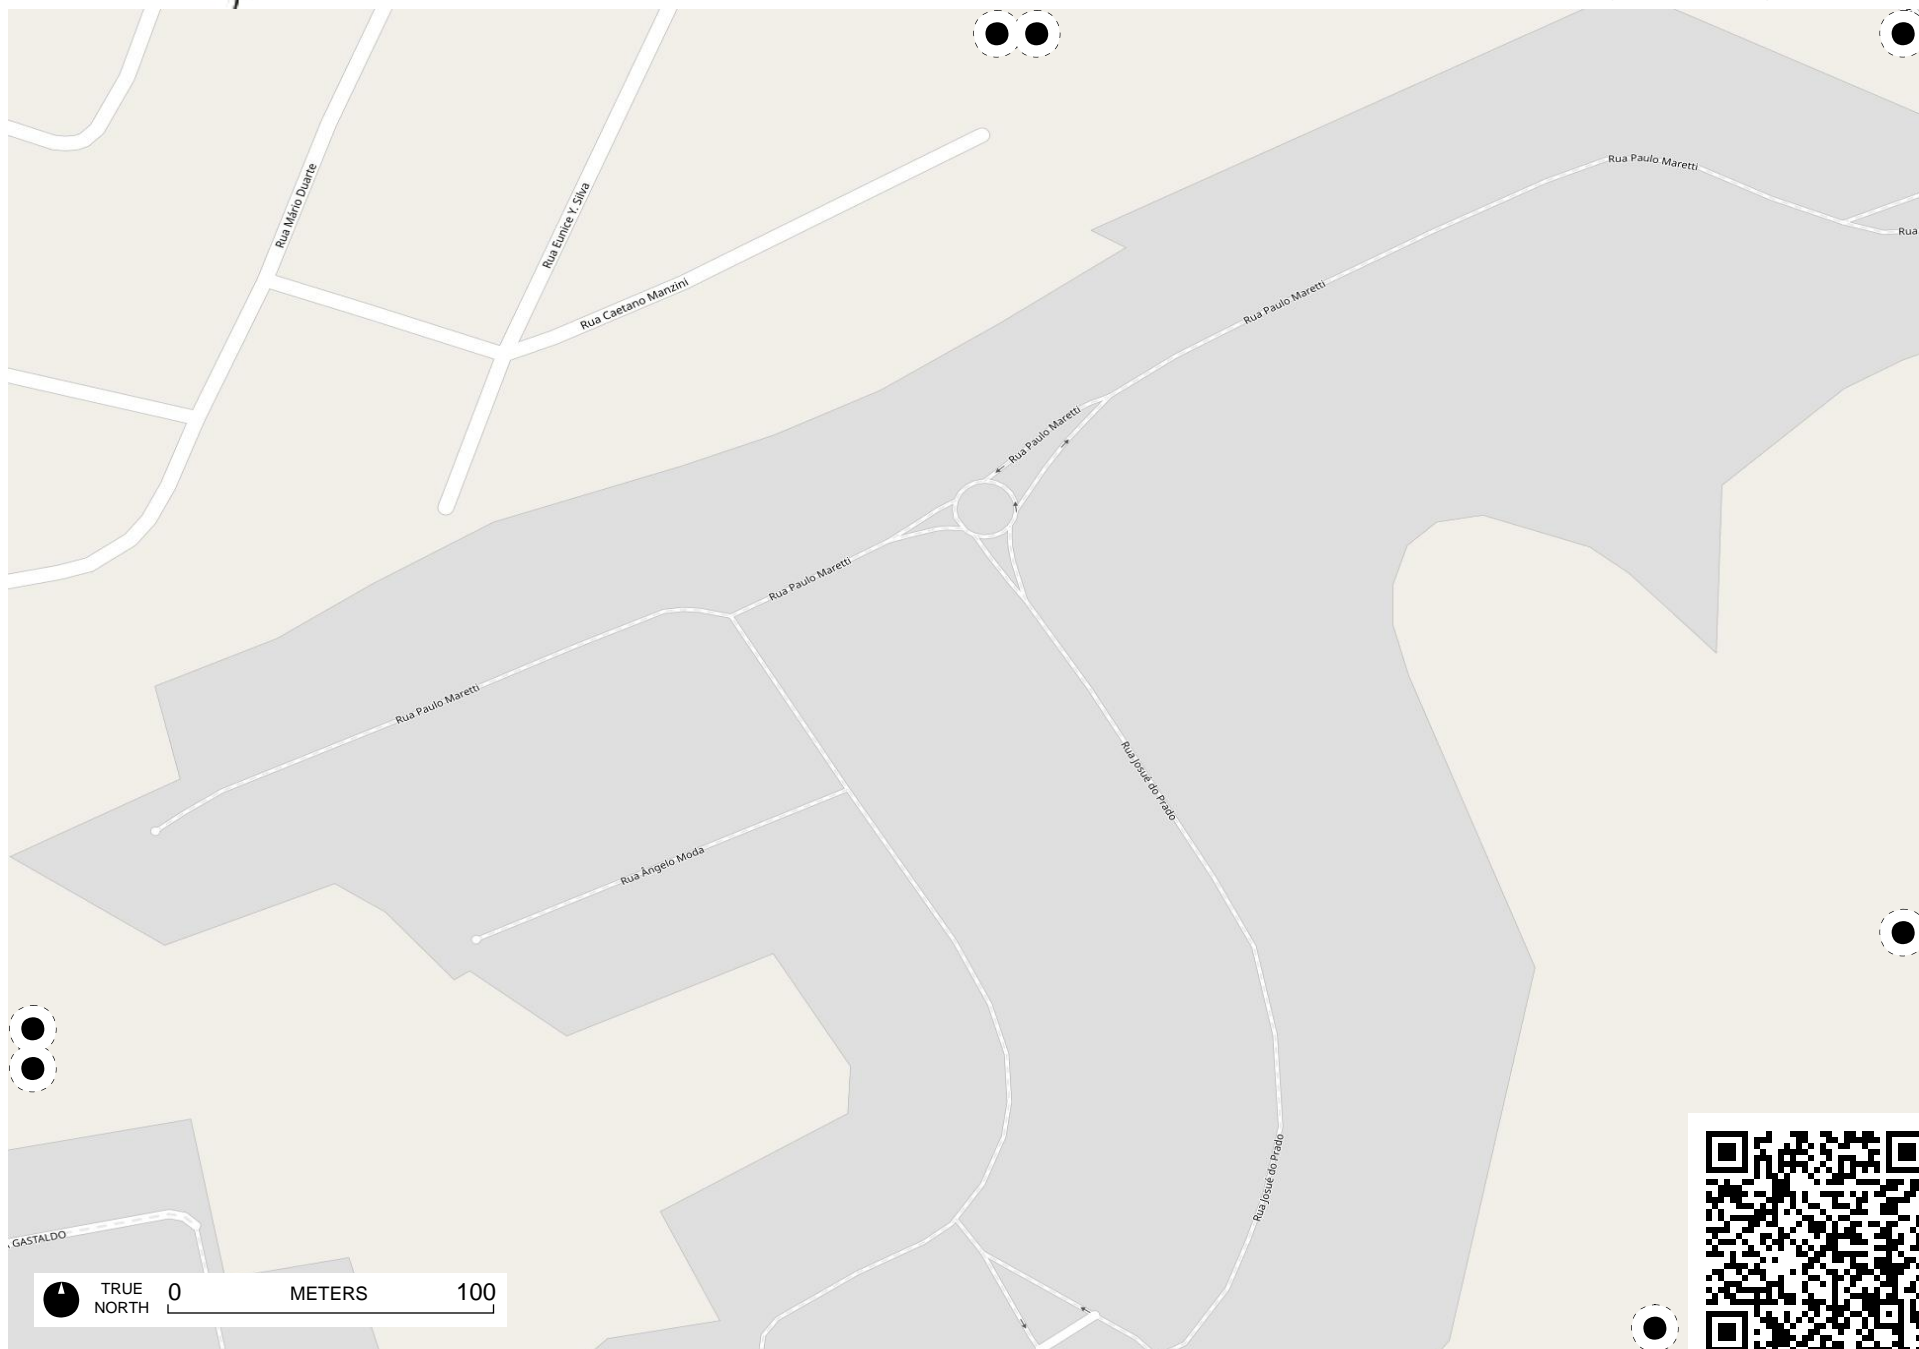 Rua Paulo Maretti
Rua Mário Duarte
Rua Eunice Y. Silva
Rua
Rua Caetano Manzini
Rua Paulo Maretti
Rua Paulo Maretti
Rua Paulo Maretti
Rua Paulo Maretti
Rua Josué do Prado
Rua Ângelo Moda
Rua Josué do Prado
GASTALDO
TRUE NORTH
0 METERS 100